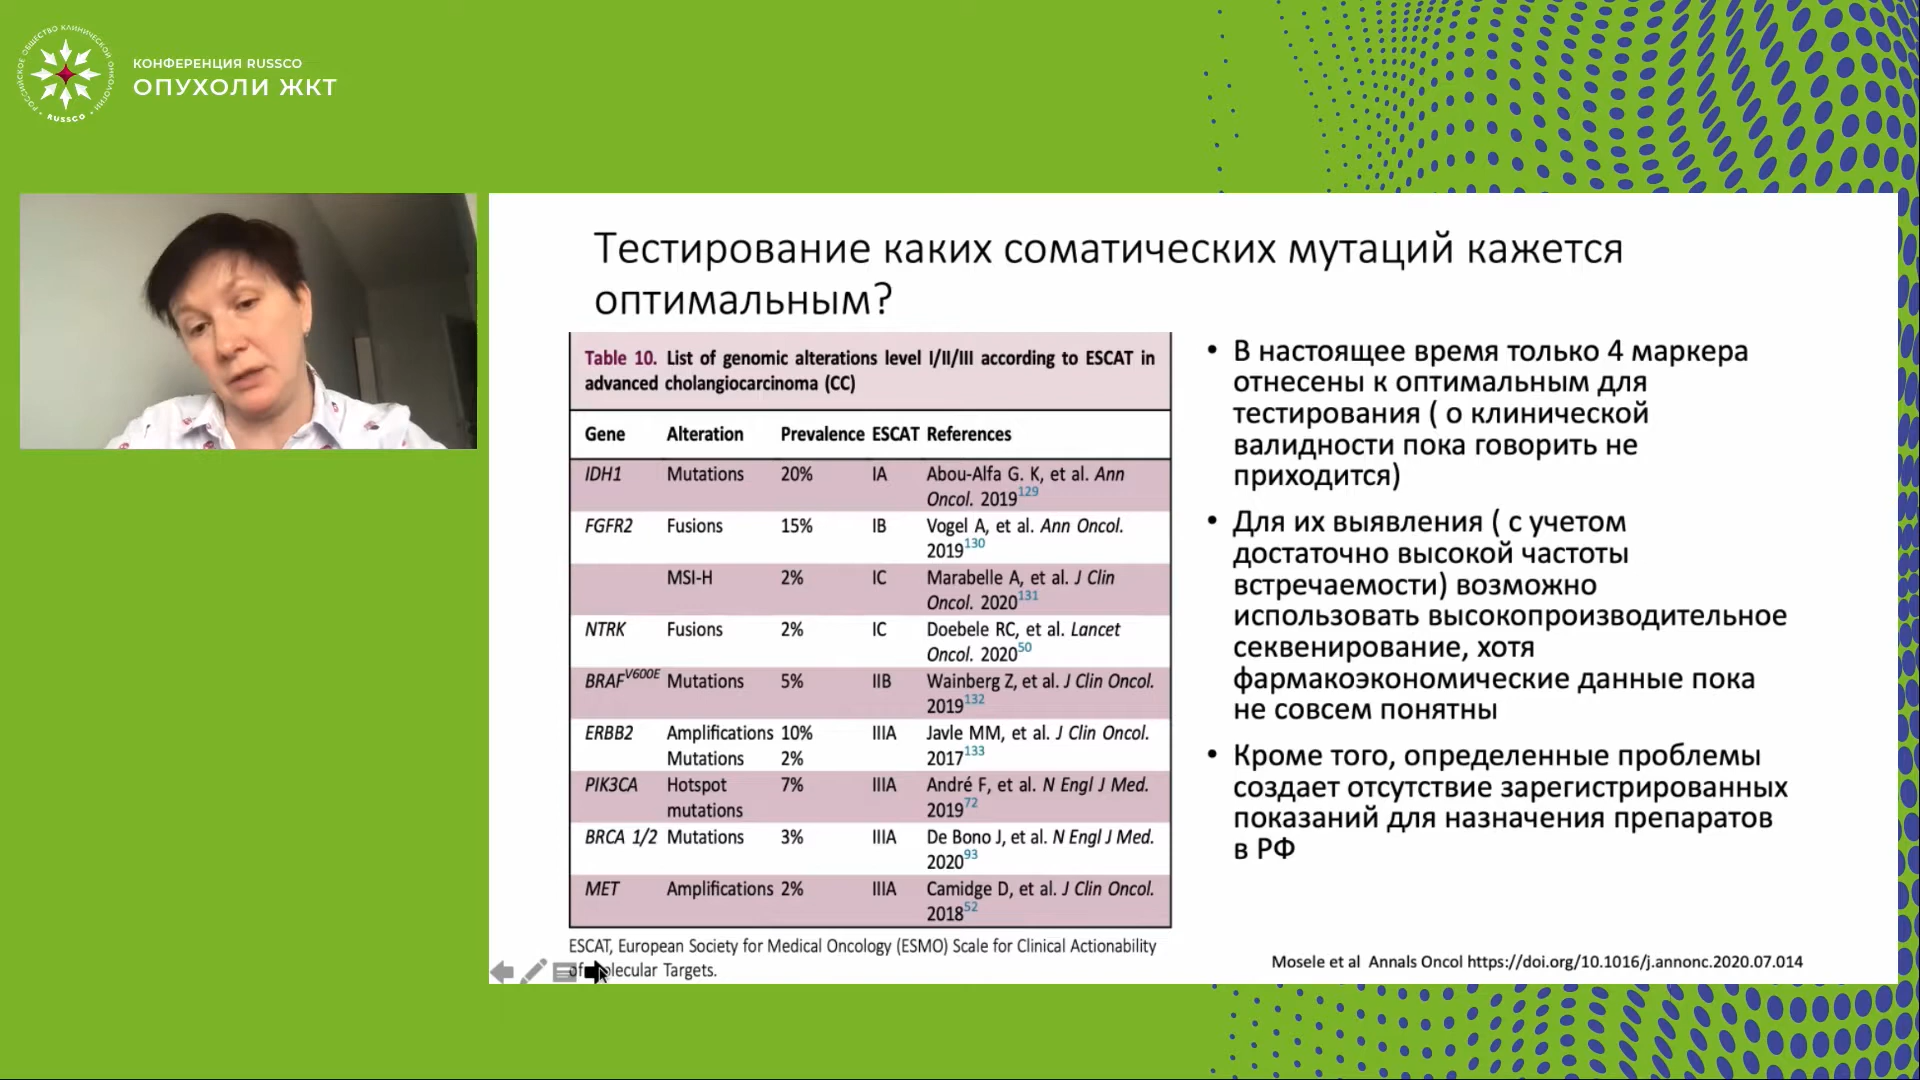 РОССИЙСКОЕ ОБЩЕСТВО КЛИНИЧЕСКОЙ ОНКОЛОГИИ
• RUSSCO •
КОНФЕРЕНЦИЯ RUSSCO
ОПУХОЛИ ЖКТ
Тестирование каких соматических мутаций кажется
оптимальным?
Table 10. List of genomic alterations level I/II/III according to ESCAT in
advanced cholangiocarcinoma (CC)
Gene Alteration Prevalence ESCAT References
IDH1 Mutations 20% IA Abou-Alfa G. K, et al. Ann
Oncol. 2019129
FGFR2 Fusions 15% IB Vogel A, et al. Ann Oncol.
2019130
MSI-H 2% IC Marabelle A, et al. J Clin
Oncol. 2020131
NTRK Fusions 2% IC Doebele RC, et al. Lancet
Oncol. 202050
BRAFV600E Mutations 5% IIB Wainberg Z, et al. J Clin Oncol.
2019132
ERBB2 Amplifications 10% IIIA Javle MM, et al. J Clin Oncol.
Mutations 2% 2017133
PIK3CA Hotspot 7% IIIA André F, et al. N Engl J Med.
mutations 201972
BRCA 1/2 Mutations 3% IIIA De Bono J, et al. N Engl J Med.
202093
MET Amplifications 2% IIIA Camidge D, et al. J Clin Oncol.
201852
ESCAT, European Society for Medical Oncology (ESMO) Scale for Clinical Actionability
of Molecular Targets.
• В настоящее время только 4 маркера
отнесены к оптимальным для
тестирования ( о клинической
валидности пока говорить не
приходится)
• Для их выявления ( с учетом
достаточно высокой частоты
встречаемости) возможно
использовать высокопроизводительное
секвенирование, хотя
фармакоэкономические данные пока
не совсем понятны
• Кроме того, определенные проблемы
создает отсутствие зарегистрированных
показаний для назначения препаратов
в РФ
Mosele et al Annals Oncol https://doi.org/10.1016/j.annonc.2020.07.014